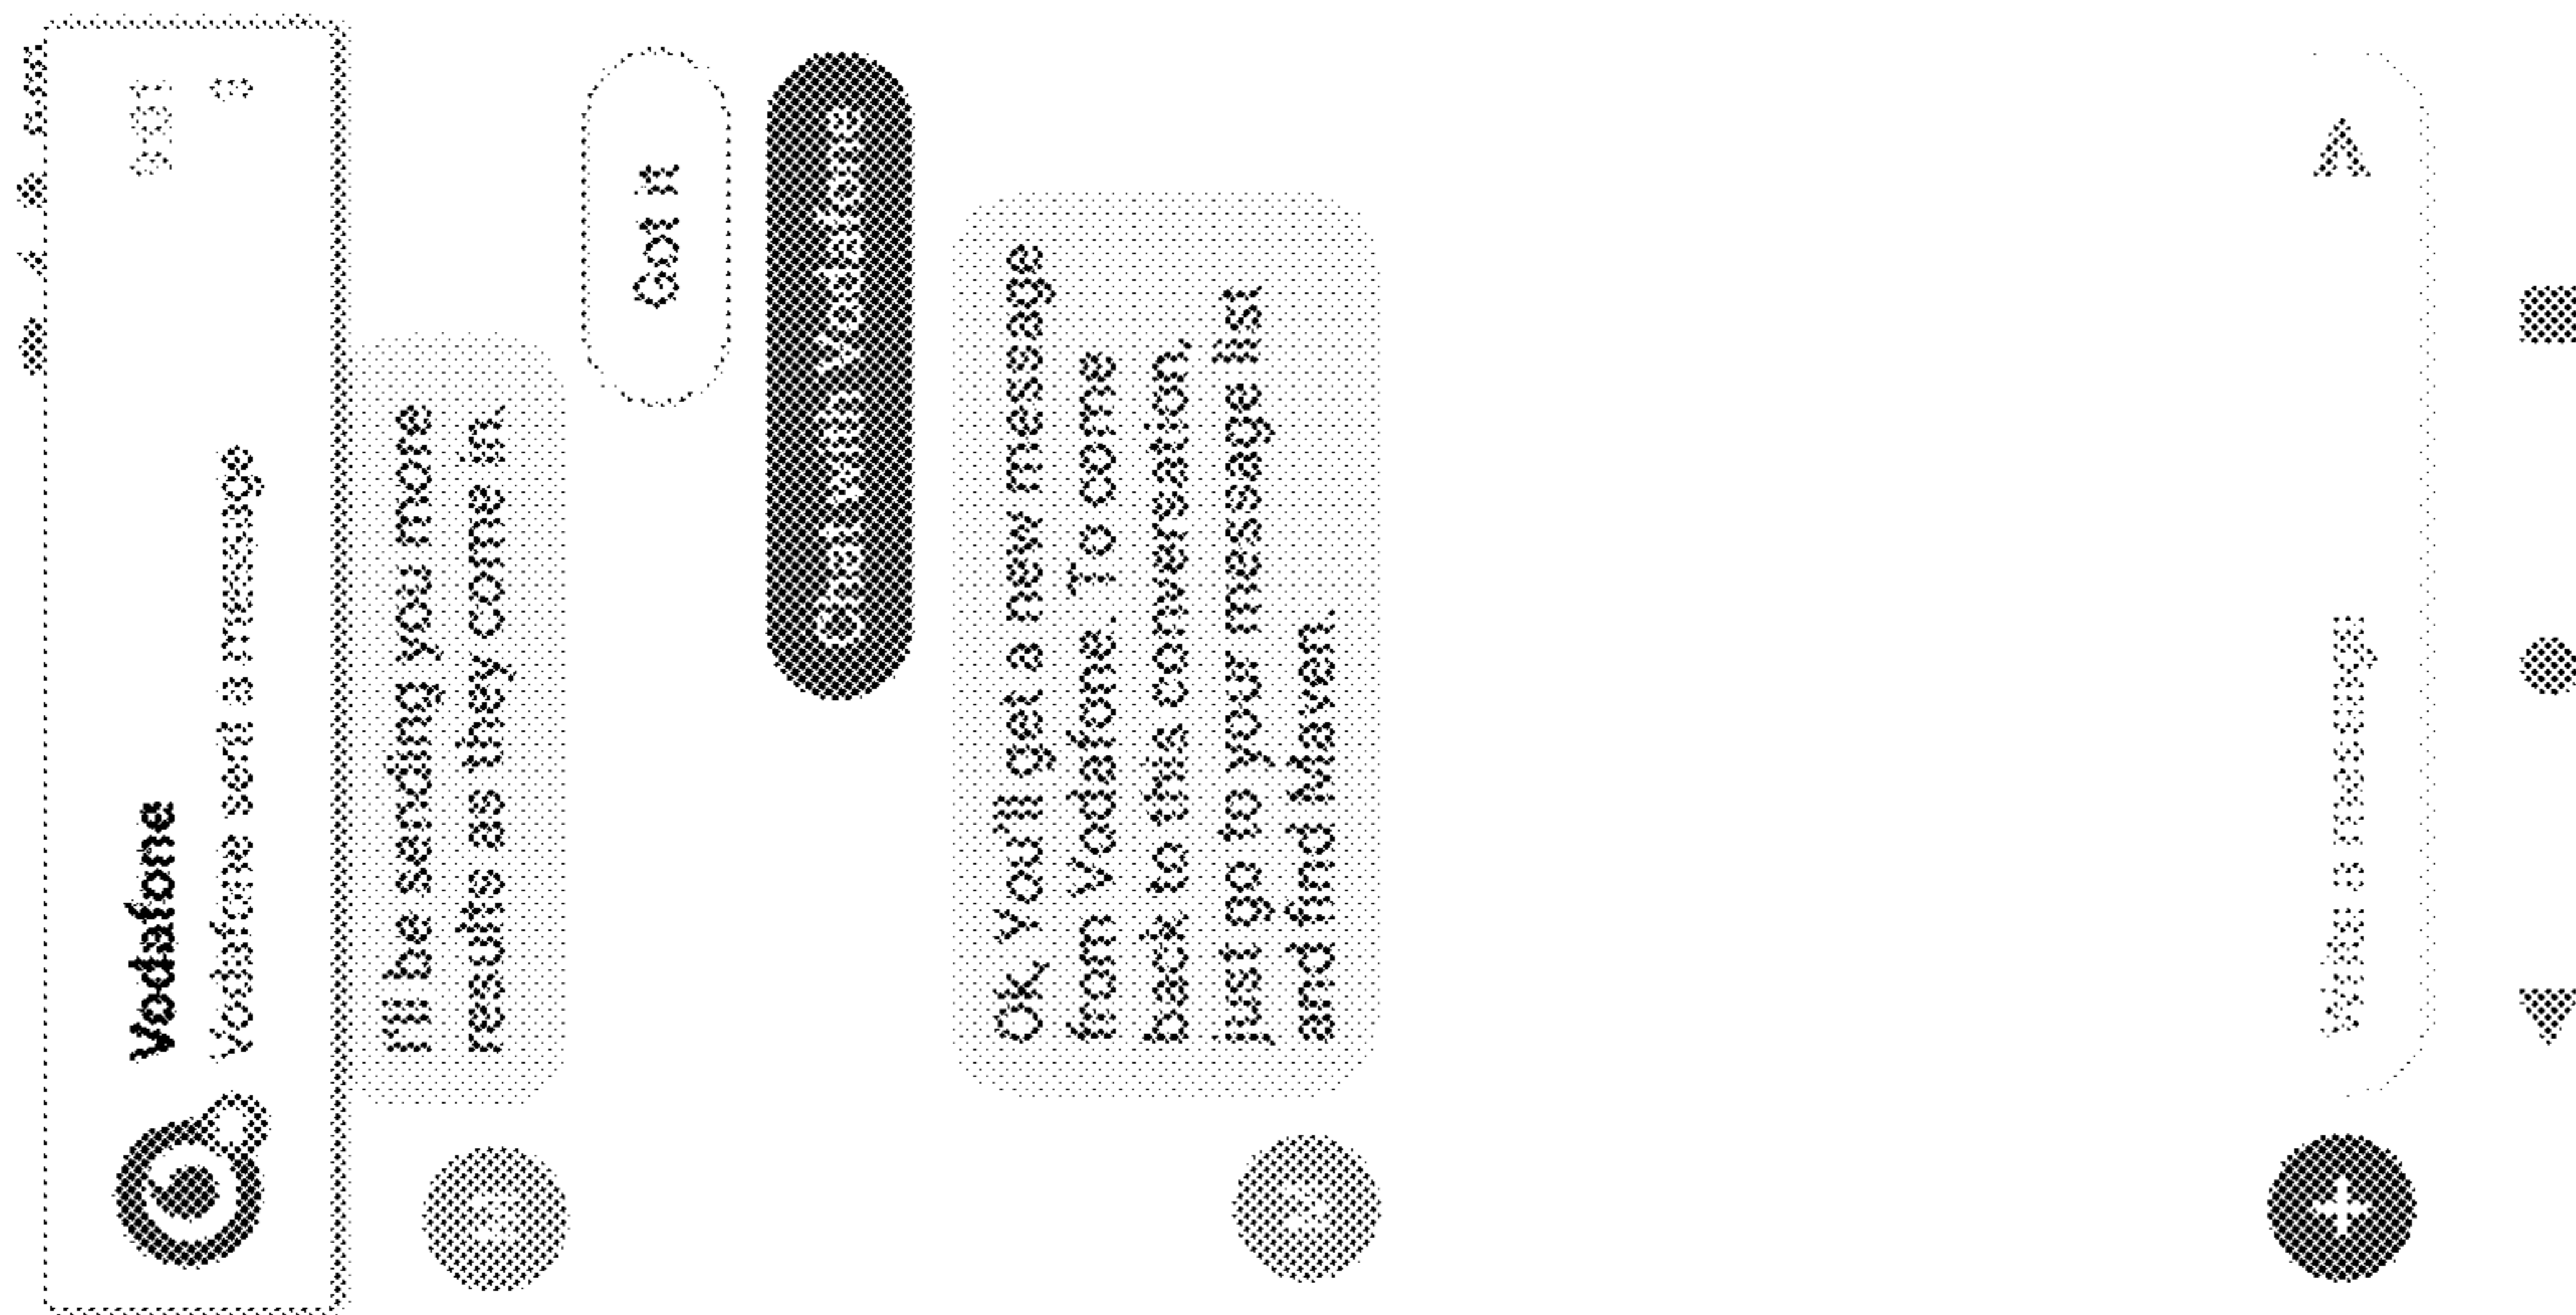 Vodafone
Vodafone sent a message
I'll be sending you more
results as they come in.
Got it
Chat with Vodafone
OK. You'll get a new message
from Vodafone. To come
back to this conversation,
just go to your message list
and find Maven.
Write a message